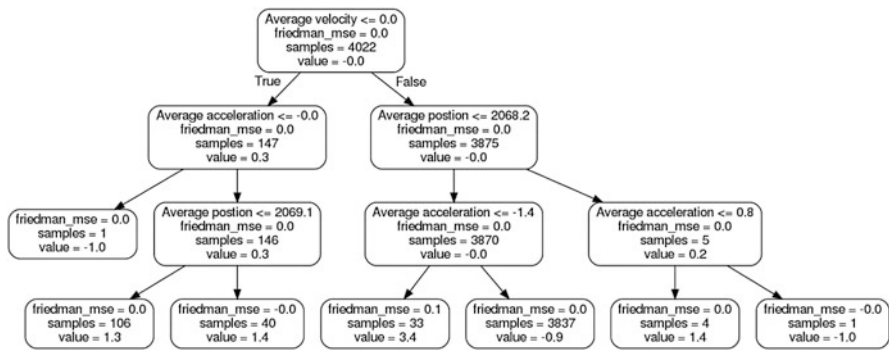 Average velocity <= 0.0
friedman_mse = 0.0
samples = 4022
value = -0.0
True
False
Average acceleration <= -0.0
friedman_mse = 0.0
samples = 147
value = 0.3
Average postion <= 2068.2
friedman_mse = 0.0
samples = 3875
value = -0.0
friedman_mse = 0.0
samples = 1
value = -1.0
Average postion <= 2069.1
friedman_mse = 0.0
samples = 146
value = 0.3
Average acceleration <= -1.4
friedman_mse = 0.0
samples = 3870
value = -0.0
Average acceleration <= 0.8
friedman_mse = 0.0
samples = 5
value = 0.2
friedman_mse = 0.0
samples = 106
value = 1.3
friedman_mse = -0.0
samples = 40
value = 1.4
friedman_mse = 0.1
samples = 33
value = 3.4
friedman_mse = 0.0
samples = 3837
value = -0.9
friedman_mse = 0.0
samples = 4
value = 1.4
friedman_mse = -0.0
samples = 1
value = -1.0